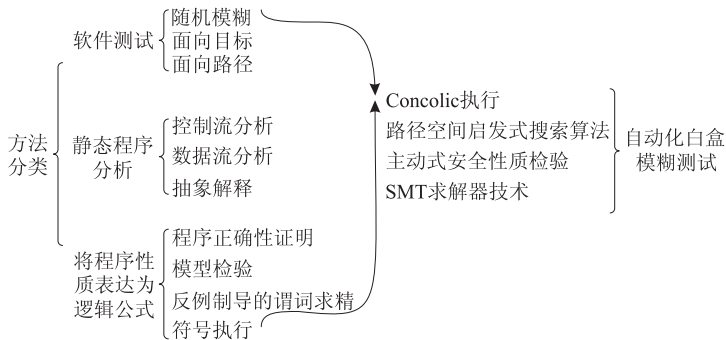 方法
分类
软件测试
随机模糊
面向目标
面向路径
静态程序
分析
控制流分析
数据流分析
抽象解释
将程序性
质表达为
逻辑公式
程序正确性证明
模型检验
反例制导的谓词求精
符号执行
Concolic执行
路径空间启发式搜索算法
主动式安全性质检验
SMT求解器技术
自动化白盒
模糊测试